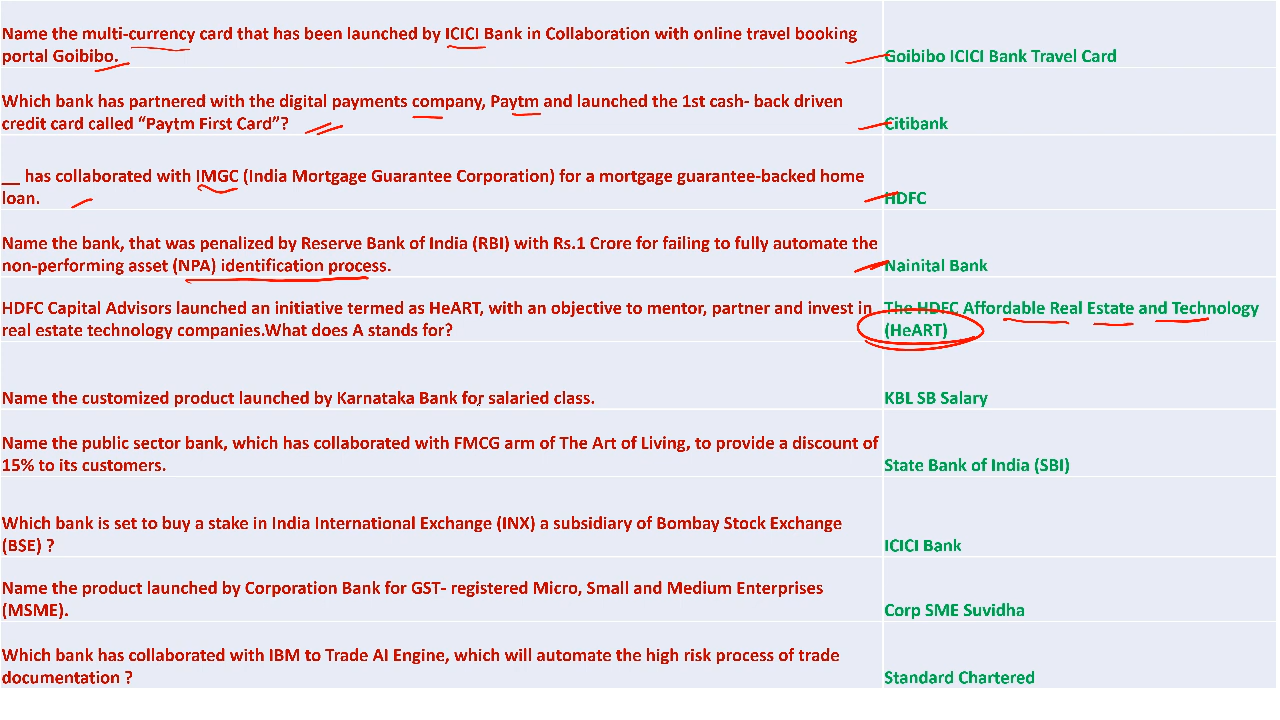 Name the multi-currency card that has been launched by ICICI Bank in Collaboration with online travel booking
portal Goibibo.
Goibibo ICICI Bank Travel Card
Which bank has partnered with the digital payments company, Paytm and launched the 1st cash- back driven
credit card called “Paytm First Card”?
Citibank
__ has collaborated with IMGC (India Mortgage Guarantee Corporation) for a mortgage guarantee-backed home
loan.
HDFC
Name the bank, that was penalized by Reserve Bank of India (RBI) with Rs.1 Crore for failing to fully automate the
non-performing asset (NPA) identification process.
Nainital Bank
HDFC Capital Advisors launched an initiative termed as HeART, with an objective to mentor, partner and invest in
real estate technology companies.What does A stands for?
The HDFC Affordable Real Estate and Technology
(HeART)
Name the customized product launched by Karnataka Bank for salaried class.
KBL SB Salary
Name the public sector bank, which has collaborated with FMCG arm of The Art of Living, to provide a discount of
15% to its customers.
State Bank of India (SBI)
Which bank is set to buy a stake in India International Exchange (INX) a subsidiary of Bombay Stock Exchange
(BSE) ?
ICICI Bank
Name the product launched by Corporation Bank for GST- registered Micro, Small and Medium Enterprises
(MSME).
Corp SME Suvidha
Which bank has collaborated with IBM to Trade AI Engine, which will automate the high risk process of trade
documentation ?
Standard Chartered